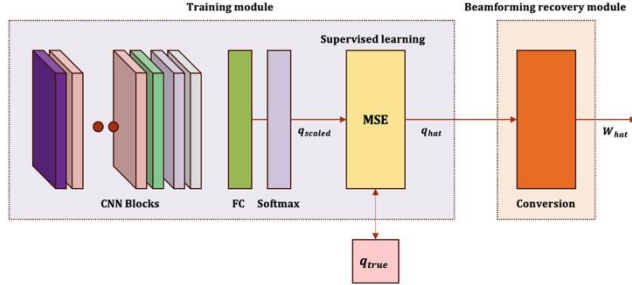 Training module
Beamforming recovery module
Supervised learning
MSE
q_scaled
q_hat
W_hat
CNN Blocks
FC
Softmax
Conversion
q_true